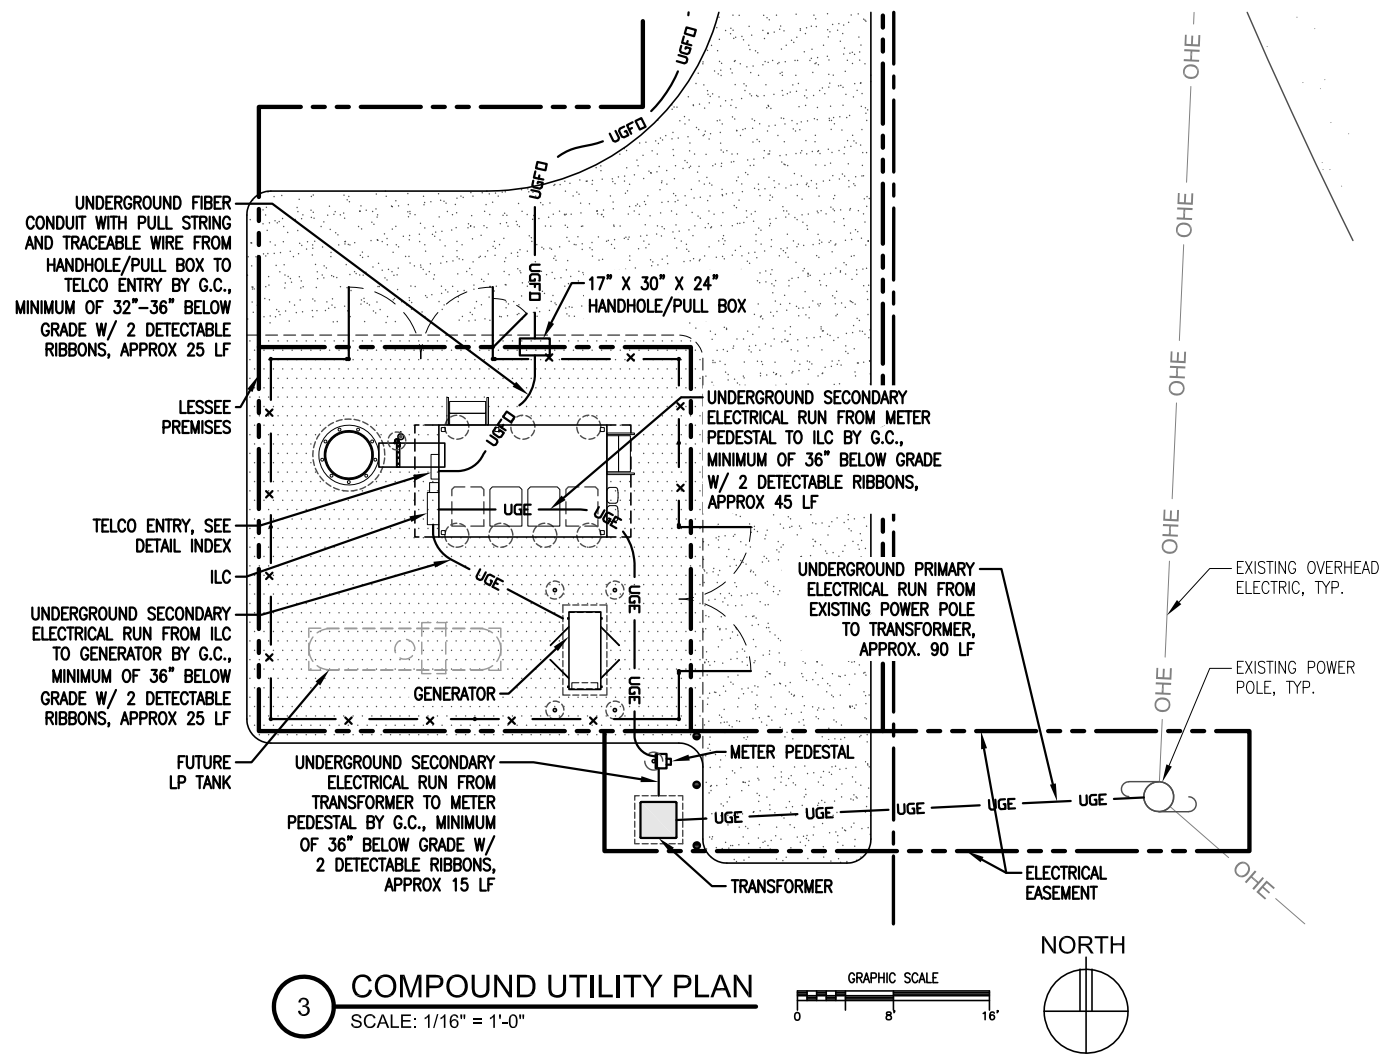 UGFO
UGFO
UGFO
UGFO
UGFO
OHE
OHE
OHE
OHE
OHE
OHE
UNDERGROUND FIBER
CONDUIT WITH PULL STRING
AND TRACEABLE WIRE FROM
HANDHOLE/PULL BOX TO
TELCO ENTRY BY G.C.,
MINIMUM OF 32"-36" BELOW
GRADE W/ 2 DETECTABLE
RIBBONS, APPROX 25 LF
17" X 30" X 24"
HANDHOLE/PULL BOX
LESSEE
PREMISES
UNDERGROUND SECONDARY
ELECTRICAL RUN FROM METER
PEDESTAL TO ILC BY G.C.,
MINIMUM OF 36" BELOW GRADE
W/ 2 DETECTABLE RIBBONS,
APPROX 45 LF
TELCO ENTRY, SEE
DETAIL INDEX
ILC
UGE
UGE
UGE
UGE
UGE
UNDERGROUND SECONDARY
ELECTRICAL RUN FROM ILC
TO GENERATOR BY G.C.,
MINIMUM OF 36" BELOW
GRADE W/ 2 DETECTABLE
RIBBONS, APPROX 25 LF
UNDERGROUND PRIMARY
ELECTRICAL RUN FROM
EXISTING POWER POLE
TO TRANSFORMER,
APPROX. 90 LF
EXISTING OVERHEAD
ELECTRIC, TYP.
EXISTING POWER
POLE, TYP.
GENERATOR
FUTURE
LP TANK
UNDERGROUND SECONDARY
ELECTRICAL RUN FROM
TRANSFORMER TO METER
PEDESTAL BY G.C., MINIMUM
OF 36" BELOW GRADE W/
2 DETECTABLE RIBBONS,
APPROX 15 LF
METER PEDESTAL
UGE
UGE
UGE
UGE
UGE
TRANSFORMER
ELECTRICAL
EASEMENT
3
COMPOUND UTILITY PLAN
SCALE: 1/16" = 1'-0"
GRAPHIC SCALE
0 8' 16'
NORTH